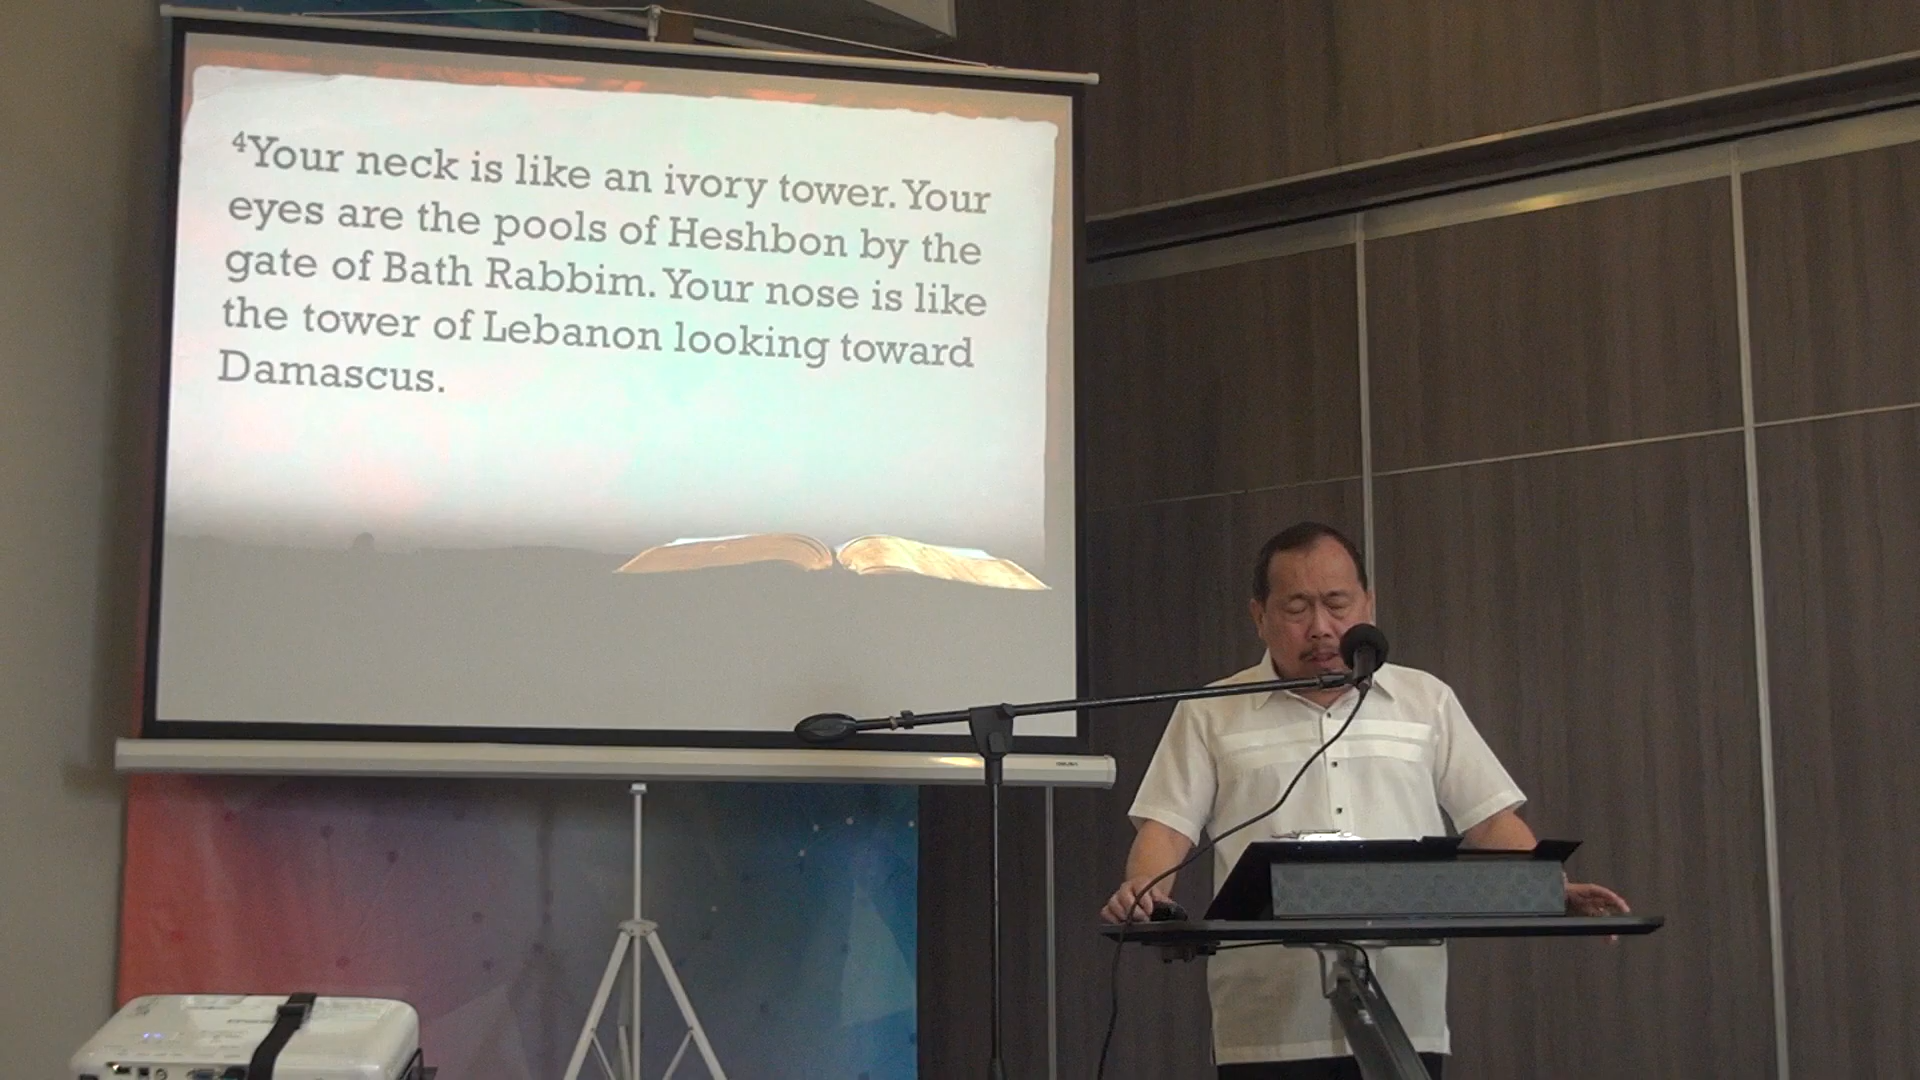 ⁴Your neck is like an ivory tower. Your
eyes are the pools of Heshbon by the
gate of Bath Rabbim. Your nose is like
the tower of Lebanon looking toward
Damascus.